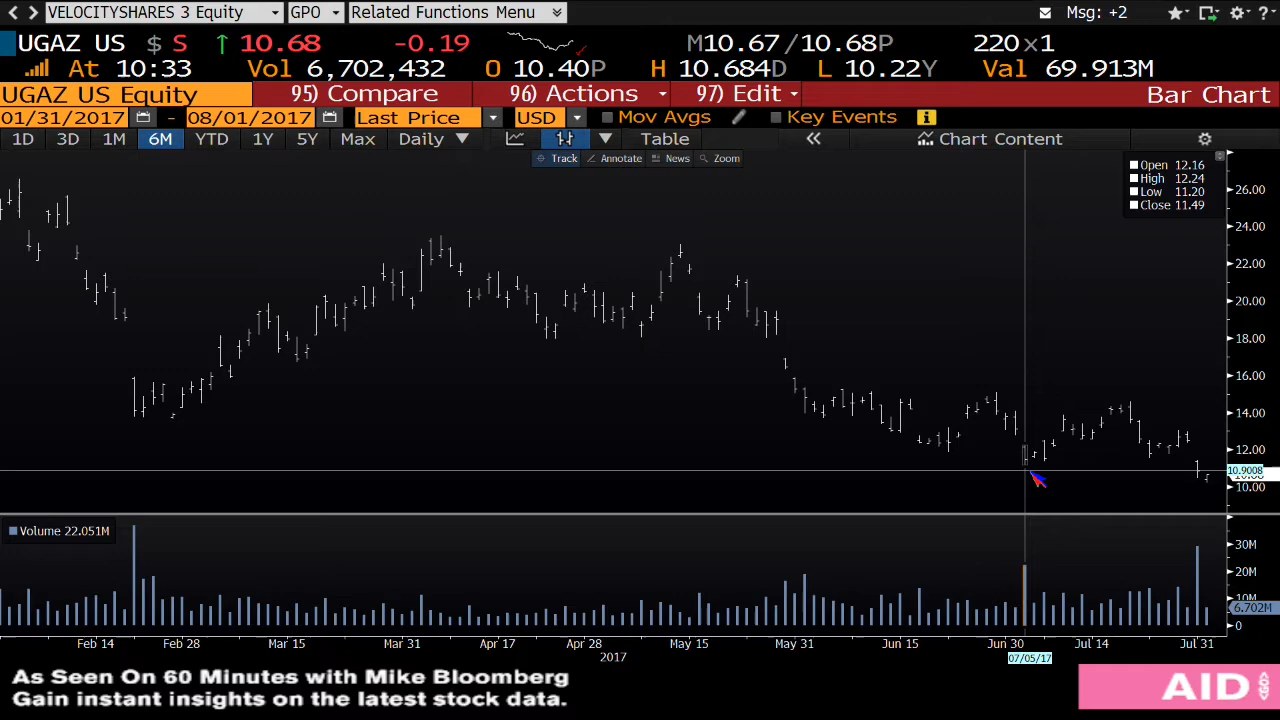 VELOCITYSHARES 3 Equity GPO Related Functions Menu Msg: +2 ?
UGAZ US $ S ↑ 10.68 -0.19 M10.67 /10.68P 220x1
At 10:33 Vol 6,702,432 O 10.40P H 10.684D L 10.22Y Val 69.913M
UGAZ US Equity 95) Compare 96) Actions 97) Edit Bar Chart
01/31/2017 - 08/01/2017 Last Price USD Mov Avgs Key Events i
1D 3D 1M 6M YTD 1Y 5Y Max Daily Table « Chart Content
Track Annotate News Zoom
Open 12.16
High 12.24
Low 11.20
Close 11.49
26.00
24.00
22.00
20.00
18.00
16.00
14.00
12.00
10.9008
10.00
Volume 22.051M
30M
20M
10M
6.702M
0
Feb 14 Feb 28 Mar 15 Mar 31 Apr 17 Apr 28 May 15 May 31 Jun 15 Jun 30 Jul 14 Jul 31
2017 07/05/17
As Seen On 60 Minutes with Mike Bloomberg
Gain instant insights on the latest stock data.
AID